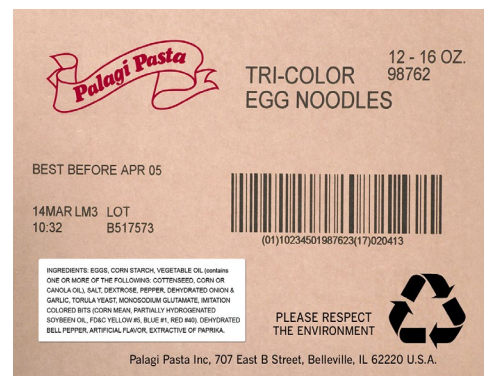 Palagi Pasta
TRI-COLOR
EGG NOODLES
12 - 16 OZ.
98762
BEST BEFORE APR 05
14MAR LM3 LOT
10:32 B517573
(01)10234501987623(17)020413
INGREDIENTS: EGGS, CORN STARCH, VEGETABLE OIL (contains
ONE OR MORE OF THE FOLLOWING: COTTENSEED, CORN OR
CANOLA OIL), SALT, DEXTROSE, PEPPER, DEHYDRATED ONION &
GARLIC, TORULA YEAST, MONOSODIUM GLUTAMATE, IMITATION
COLORED BITS (CORN MEAN, PARTIALLY HYDROGENATED
SOYBEEN OIL, FD&C YELLOW #5, BLUE #1, RED #40). DEHYDRATED
BELL PEPPER, ARTIFICIAL FLAVOR, EXTRACTIVE OF PAPRIKA.
PLEASE RESPECT
THE ENVIRONMENT
Palagi Pasta Inc, 707 East B Street, Belleville, IL 62220 U.S.A.